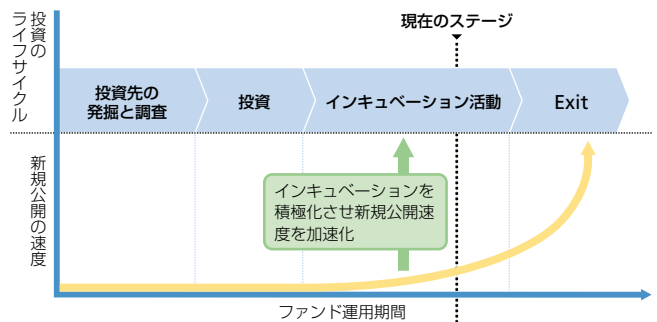 現在のステージ
投資の
ライフサイクル
投資先の
発掘と調査
投資
インキュベーション活動
Exit
新規公開の速度
インキュベーションを
積極化させ新規公開速
度を加速化
ファンド運用期間